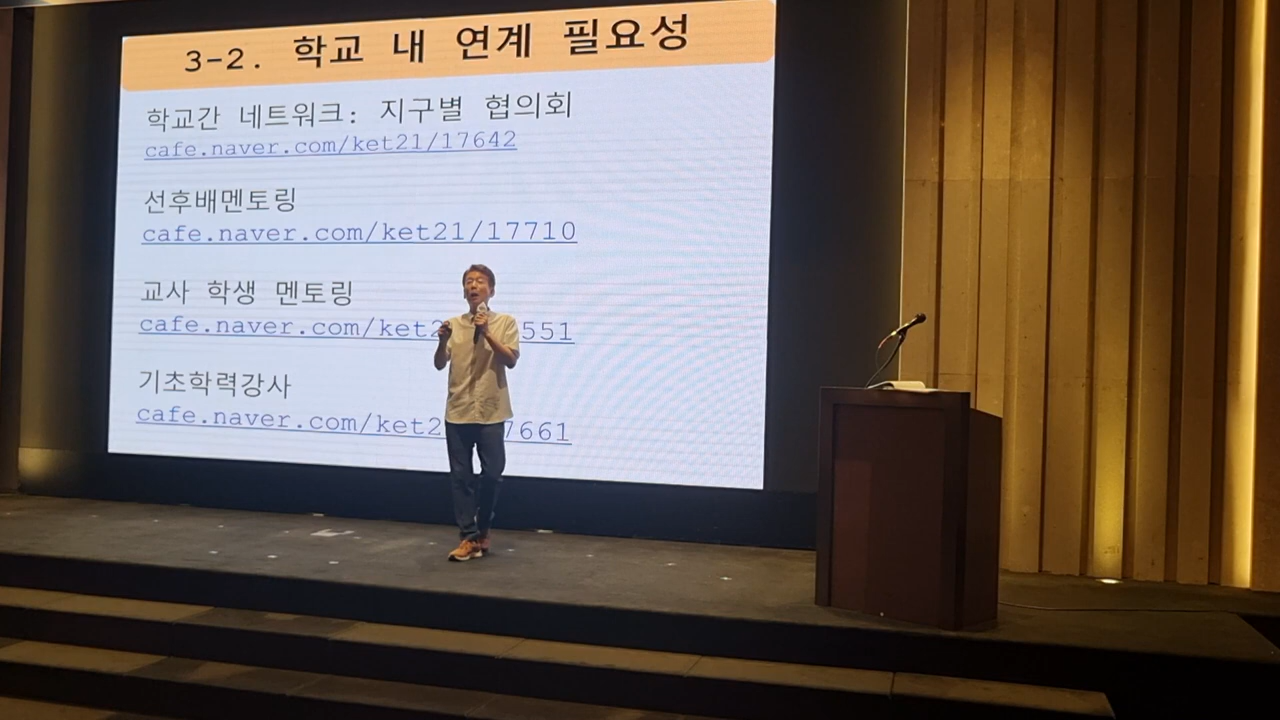 3-2. 학교 내 연계 필요성
학교간 네트워크: 지구별 협의회
cafe.naver.com/ket21/17642
선후배멘토링
cafe.naver.com/ket21/17710
교사 학생 멘토링
cafe.naver.com/ket2 551
기초학력강사
cafe.naver.com/ket2 7661